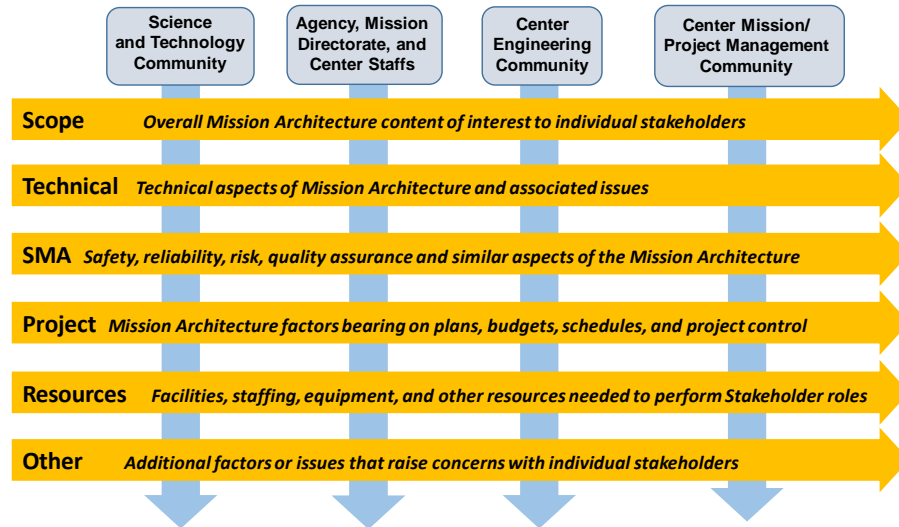 Science
and Technology
Community
Agency, Mission
Directorate, and
Center Staffs
Center
Engineering
Community
Center Mission/
Project Management
Community
Scope Overall Mission Architecture content of interest to individual stakeholders
Technical Technical aspects of Mission Architecture and associated issues
SMA Safety, reliability, risk, quality assurance and similar aspects of the Mission Architecture
Project Mission Architecture factors bearing on plans, budgets, schedules, and project control
Resources Facilities, staffing, equipment, and other resources needed to perform Stakeholder roles
Other Additional factors or issues that raise concerns with individual stakeholders